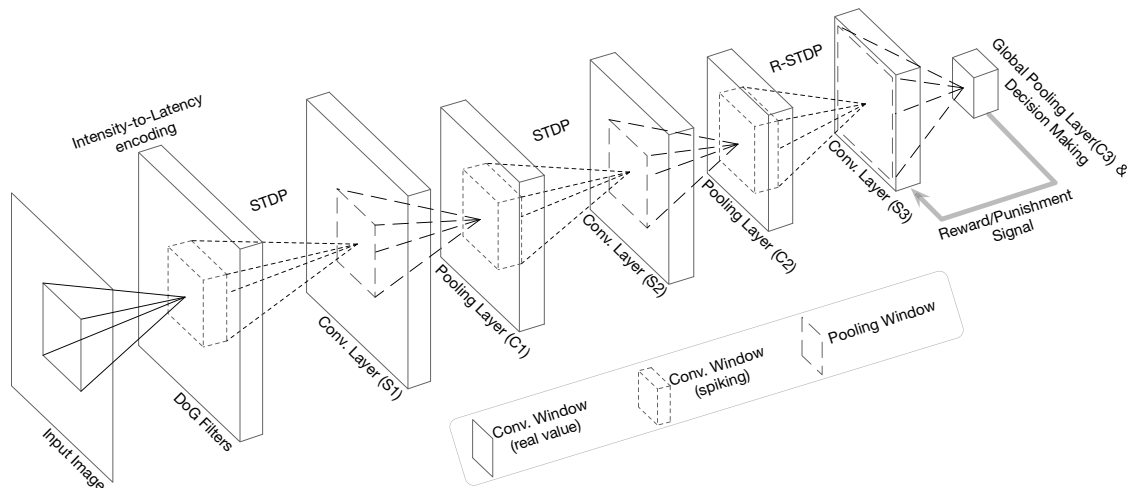 Intensity-to-Latency
encoding
STDP
STDP
R-STDP
Global Pooling Layer(C3) &
Decision Making
Reward/Punishment
Signal
Input Image
DoG Filters
Conv. Layer (S1)
Pooling Layer (C1)
Conv. Layer (S2)
Pooling Layer (C2)
Conv. Layer (S3)
Conv. Window
(real value)
Conv. Window
(spiking)
Pooling Window